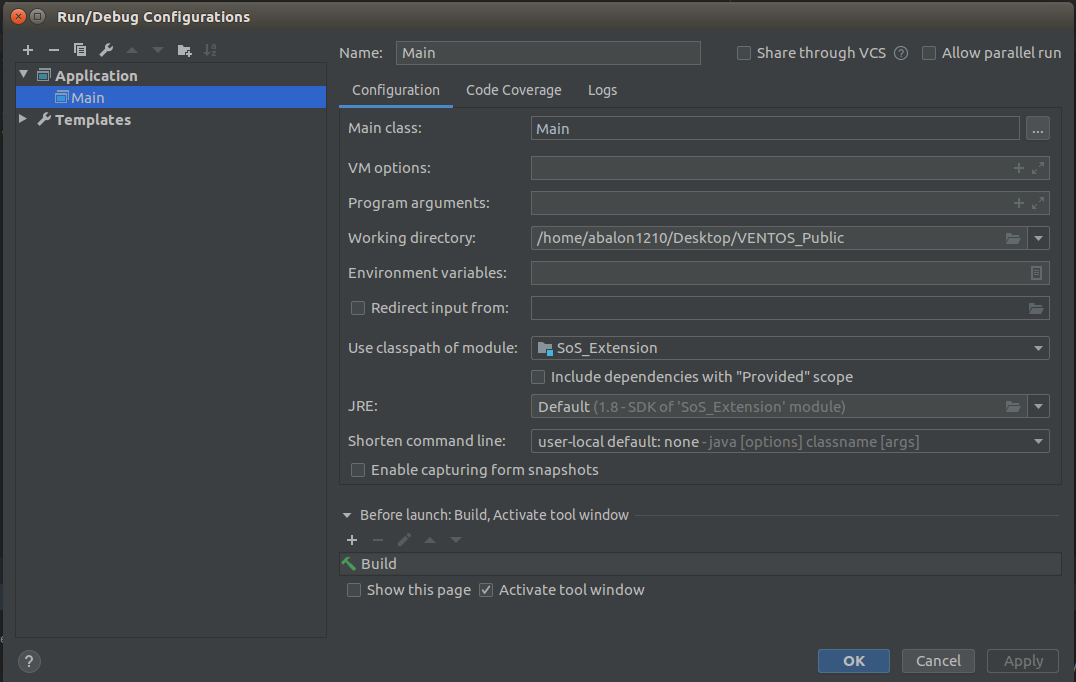 Run/Debug Configurations
Application
Main
Templates
Name: Main
Share through VCS ?
Allow parallel run
Configuration Code Coverage Logs
Main class: Main ...
VM options:
Program arguments:
Working directory: /home/abalon1210/Desktop/VENTOS_Public
Environment variables:
Redirect input from:
Use classpath of module: SoS_Extension
Include dependencies with "Provided" scope
JRE: Default (1.8 - SDK of 'SoS_Extension' module)
Shorten command line: user-local default: none - java [options] classname [args]
Enable capturing form snapshots
Before launch: Build, Activate tool window
Build
Show this page Activate tool window
? OK Cancel Apply